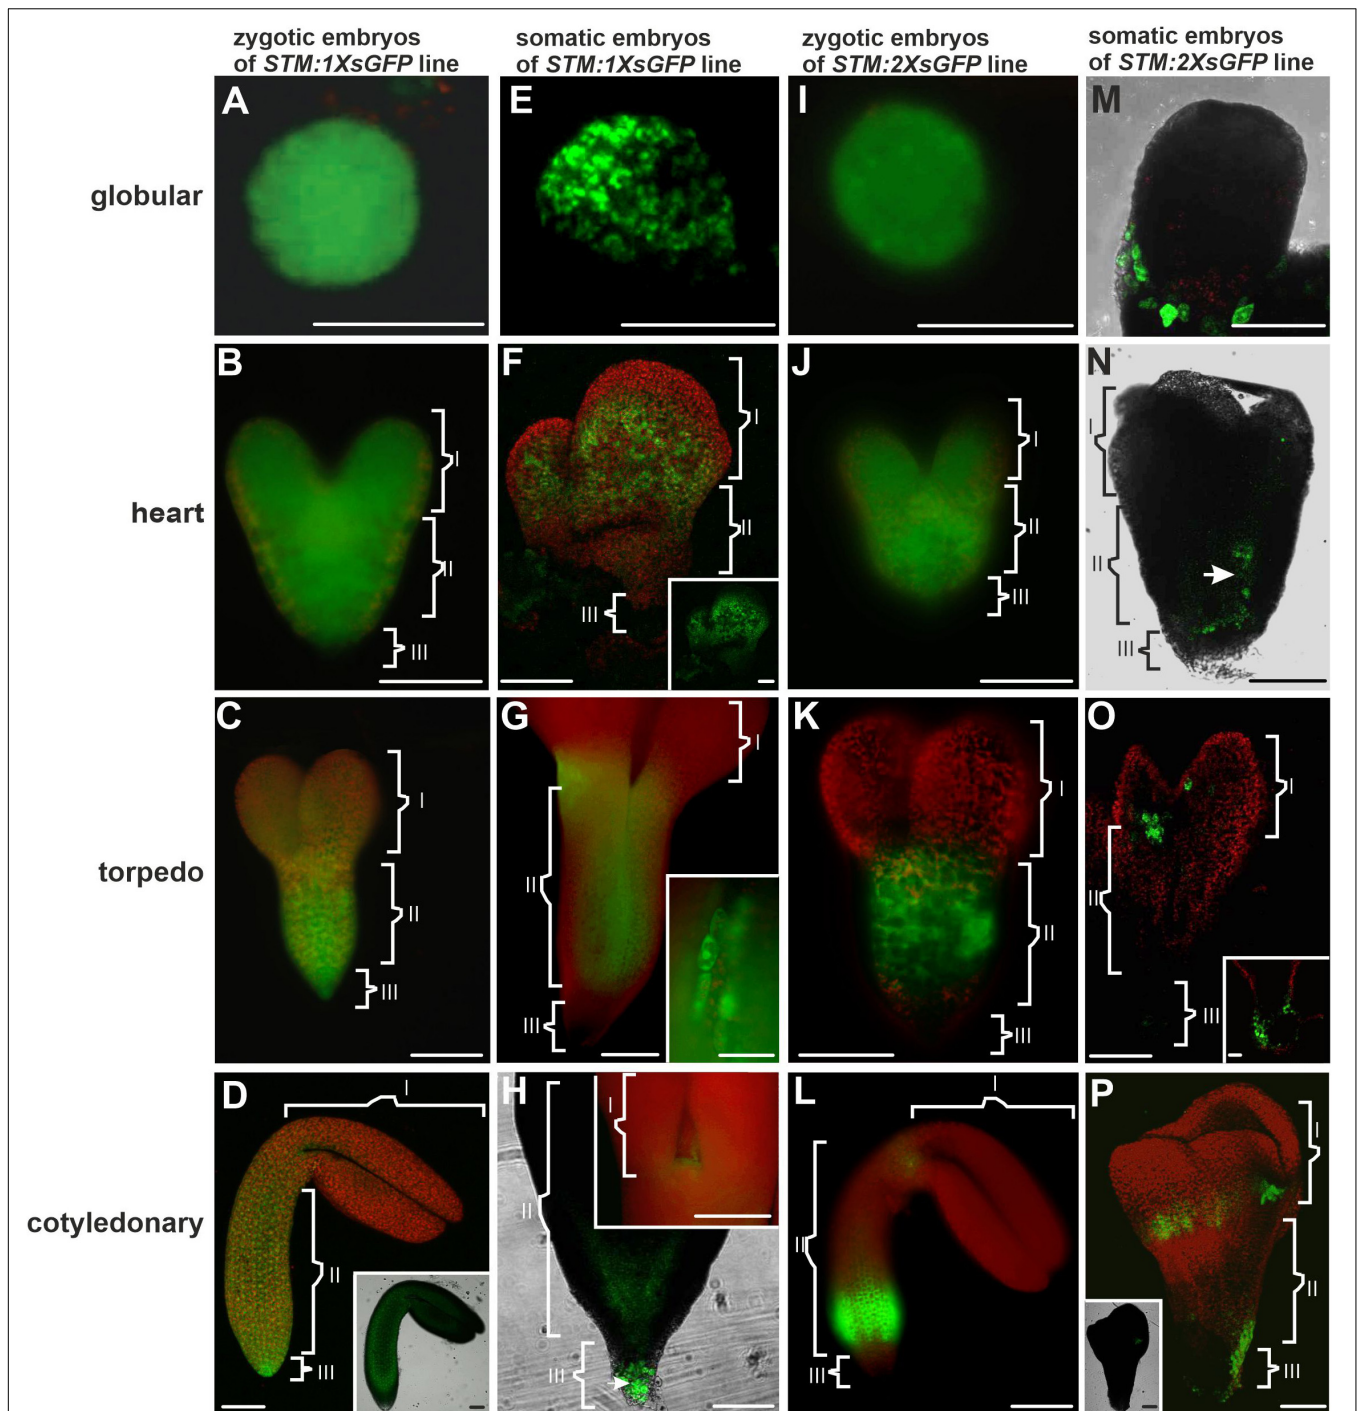 zygotic embryos
of STM:1XsGFP line
somatic embryos
of STM:1XsGFP line
zygotic embryos
of STM:2XsGFP line
somatic embryos
of STM:2XsGFP line
globular
A
E
I
M
heart
B
I
II
III
F
I
II
III
J
I
II
III
N
I
II
III
torpedo
C
I
II
III
G
I
II
III
K
I
II
III
O
I
II
III
cotyledonary
D
I
II
III
H
I
II
III
L
I
II
III
P
I
II
III